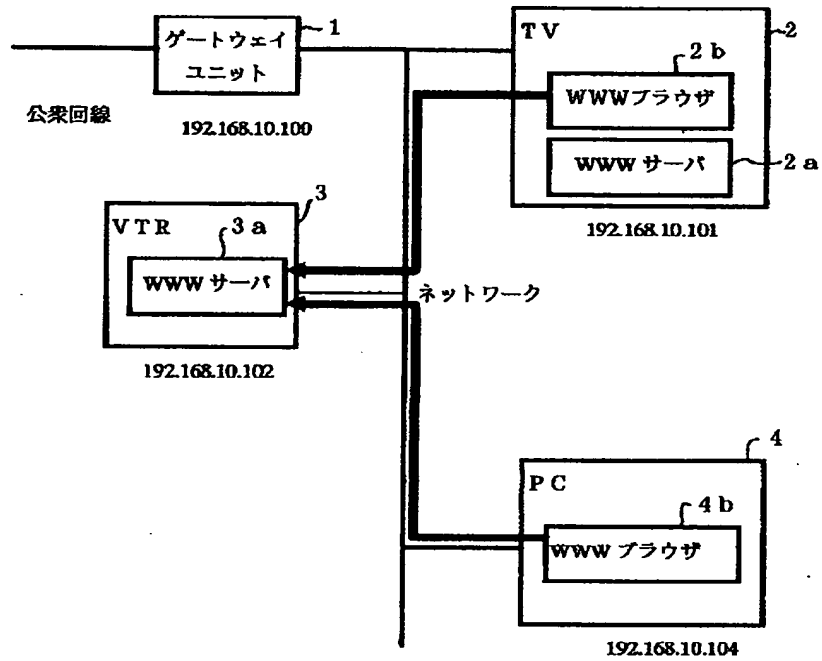 ゲートウェイ
ユニット
1
公衆回線
192.168.10.100
TV
2
2b
WWWブラウザ
WWWサーバ
2a
192.168.10.101
VTR
3
3a
WWWサーバ
192.168.10.102
ネットワーク
PC
4
4b
WWWブラウザ
192.168.10.104